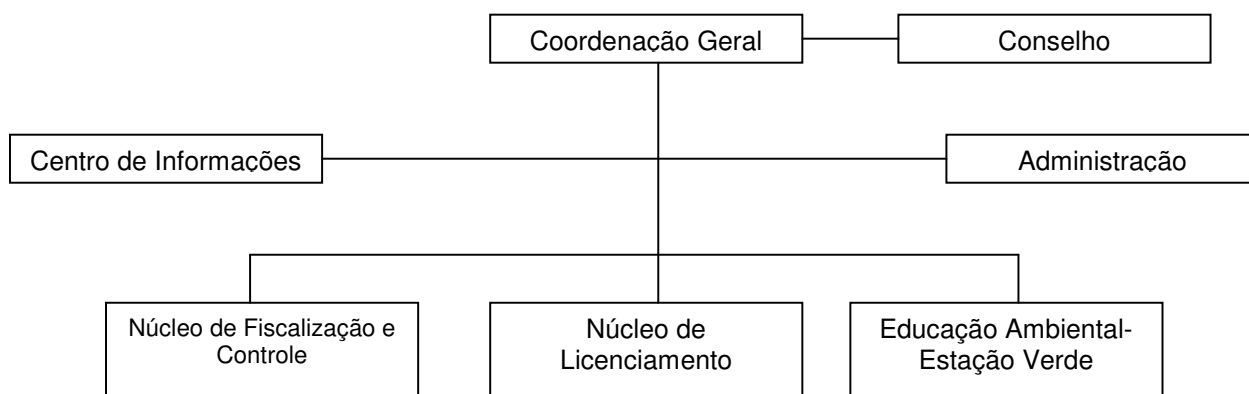 Coordenação Geral
Conselho
Centro de Informações
Administração
Núcleo de Fiscalização e
Controle
Núcleo de
Licenciamento
Educação Ambiental-
Estação Verde